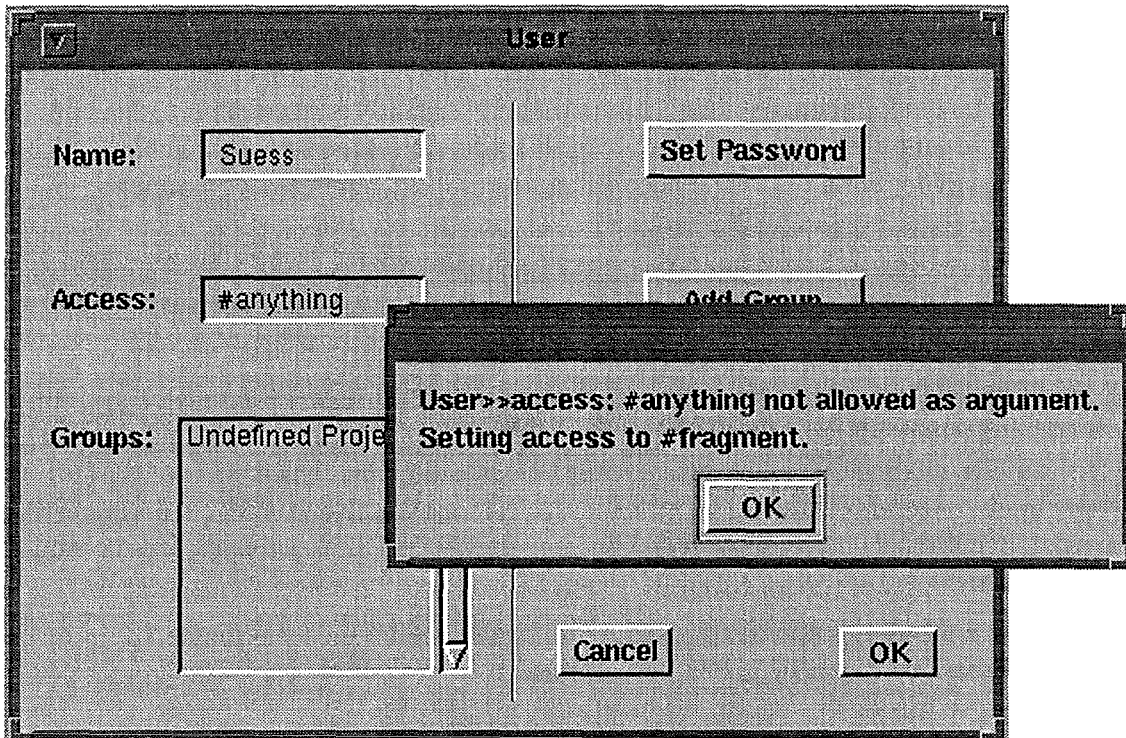 User
Name:
Suess
Set Password
Access:
#anything
Add Group
User>>access: #anything not allowed as argument.
Setting access to #fragment.
OK
Groups:
Undefined Proje
Cancel
OK